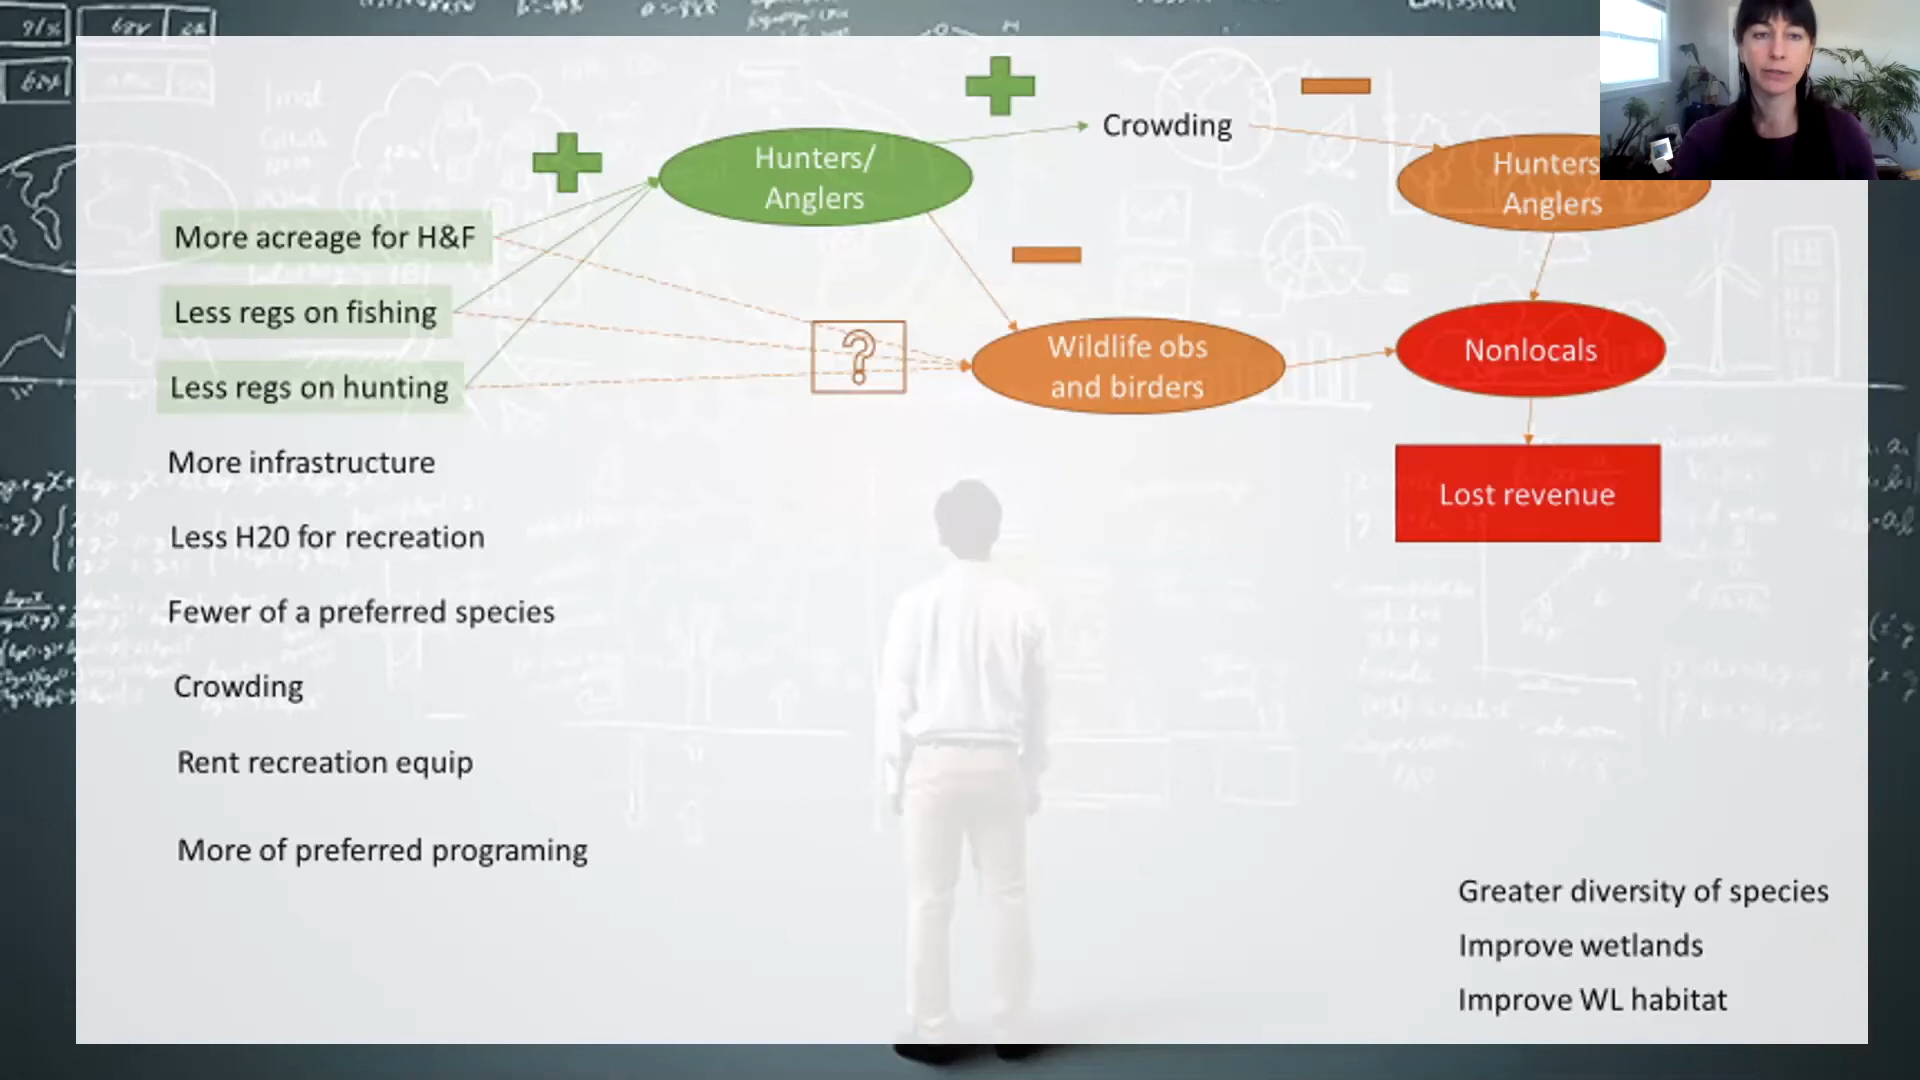 Crowding
Hunters/
Anglers
Hunters
Anglers
More acreage for H&F
Less regs on fishing
Less regs on hunting
?
Wildlife obs
and birders
Nonlocals
Lost revenue
More infrastructure
Less H20 for recreation
Fewer of a preferred species
Crowding
Rent recreation equip
More of preferred programing
Greater diversity of species
Improve wetlands
Improve WL habitat